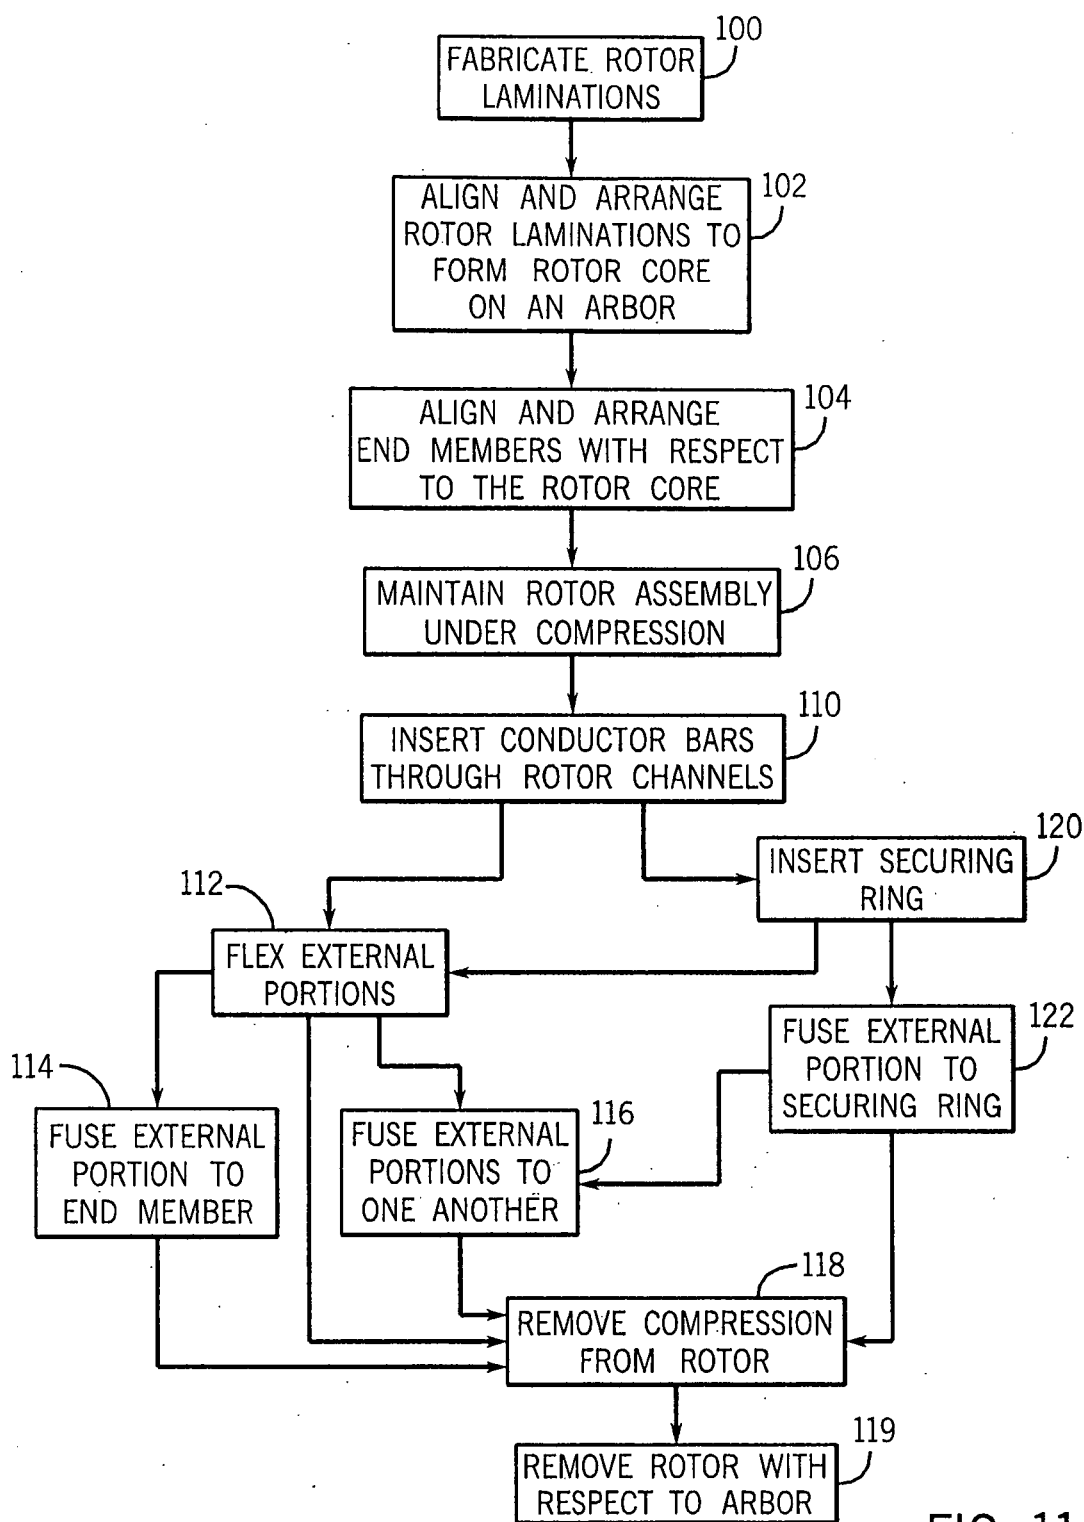 100
FABRICATE ROTOR
LAMINATIONS
102
ALIGN AND ARRANGE
ROTOR LAMINATIONS TO
FORM ROTOR CORE
ON AN ARBOR
104
ALIGN AND ARRANGE
END MEMBERS WITH RESPECT
TO THE ROTOR CORE
106
MAINTAIN ROTOR ASSEMBLY
UNDER COMPRESSION
110
INSERT CONDUCTOR BARS
THROUGH ROTOR CHANNELS
120
INSERT SECURING
RING
112
FLEX EXTERNAL
PORTIONS
122
FUSE EXTERNAL
PORTION TO
SECURING RING
114
FUSE EXTERNAL
PORTION TO
END MEMBER
116
FUSE EXTERNAL
PORTIONS TO
ONE ANOTHER
118
REMOVE COMPRESSION
FROM ROTOR
119
REMOVE ROTOR WITH
RESPECT TO ARBOR
FIG. 11